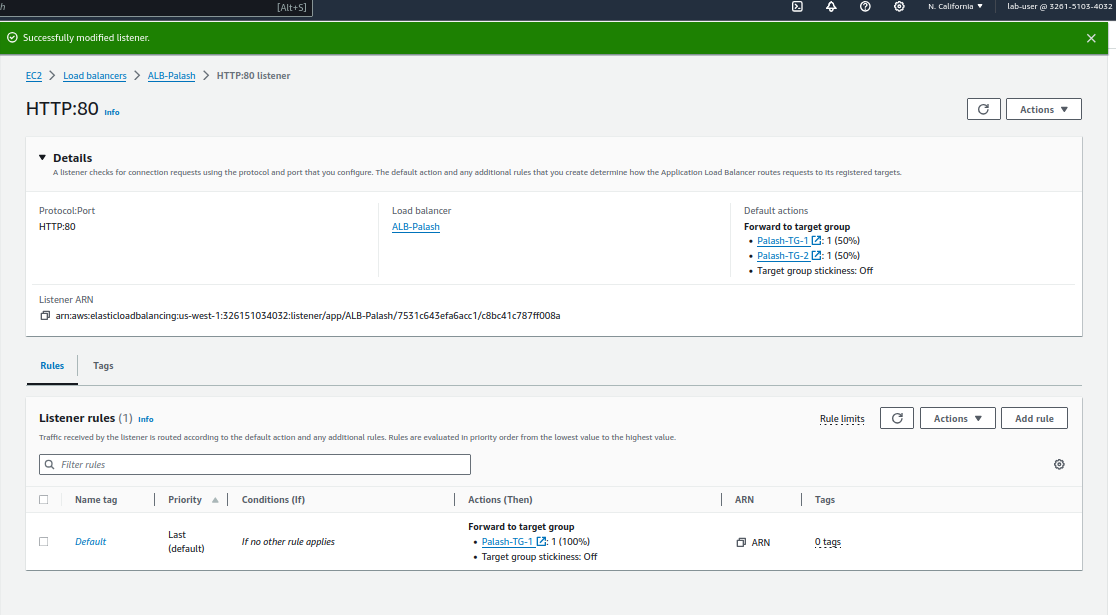 [Alt+S]
N. California ▼
lab-user @ 3261-5103-4032
Successfully modified listener.
EC2 > Load balancers > ALB-Palash > HTTP:80 listener
HTTP:80 Info
Actions ▼
▼ Details
A listener checks for connection requests using the protocol and port that you configure. The default action and any additional rules that you create determine how the Application Load Balancer routes requests to its registered targets.
Protocol:Port
HTTP:80
Load balancer
ALB-Palash
Default actions
Forward to target group
• Palash-TG-1 : 1 (50%)
• Palash-TG-2 : 1 (50%)
• Target group stickiness: Off
Listener ARN
arn:aws:elasticloadbalancing:us-west-1:326151034032:listener/app/ALB-Palash/7531c643efa6acc1/c8bc41c787ff008a
Rules
Tags
Listener rules (1) Info
Rule limits
Actions ▼
Add rule
Traffic received by the listener is routed according to the default action and any additional rules. Rules are evaluated in priority order from the lowest value to the highest value.
Filter rules
Name tag
Priority ▲
Conditions (If)
Actions (Then)
ARN
Tags
Default
Last
(default)
If no other rule applies
Forward to target group
• Palash-TG-1 : 1 (100%)
• Target group stickiness: Off
ARN
0 tags